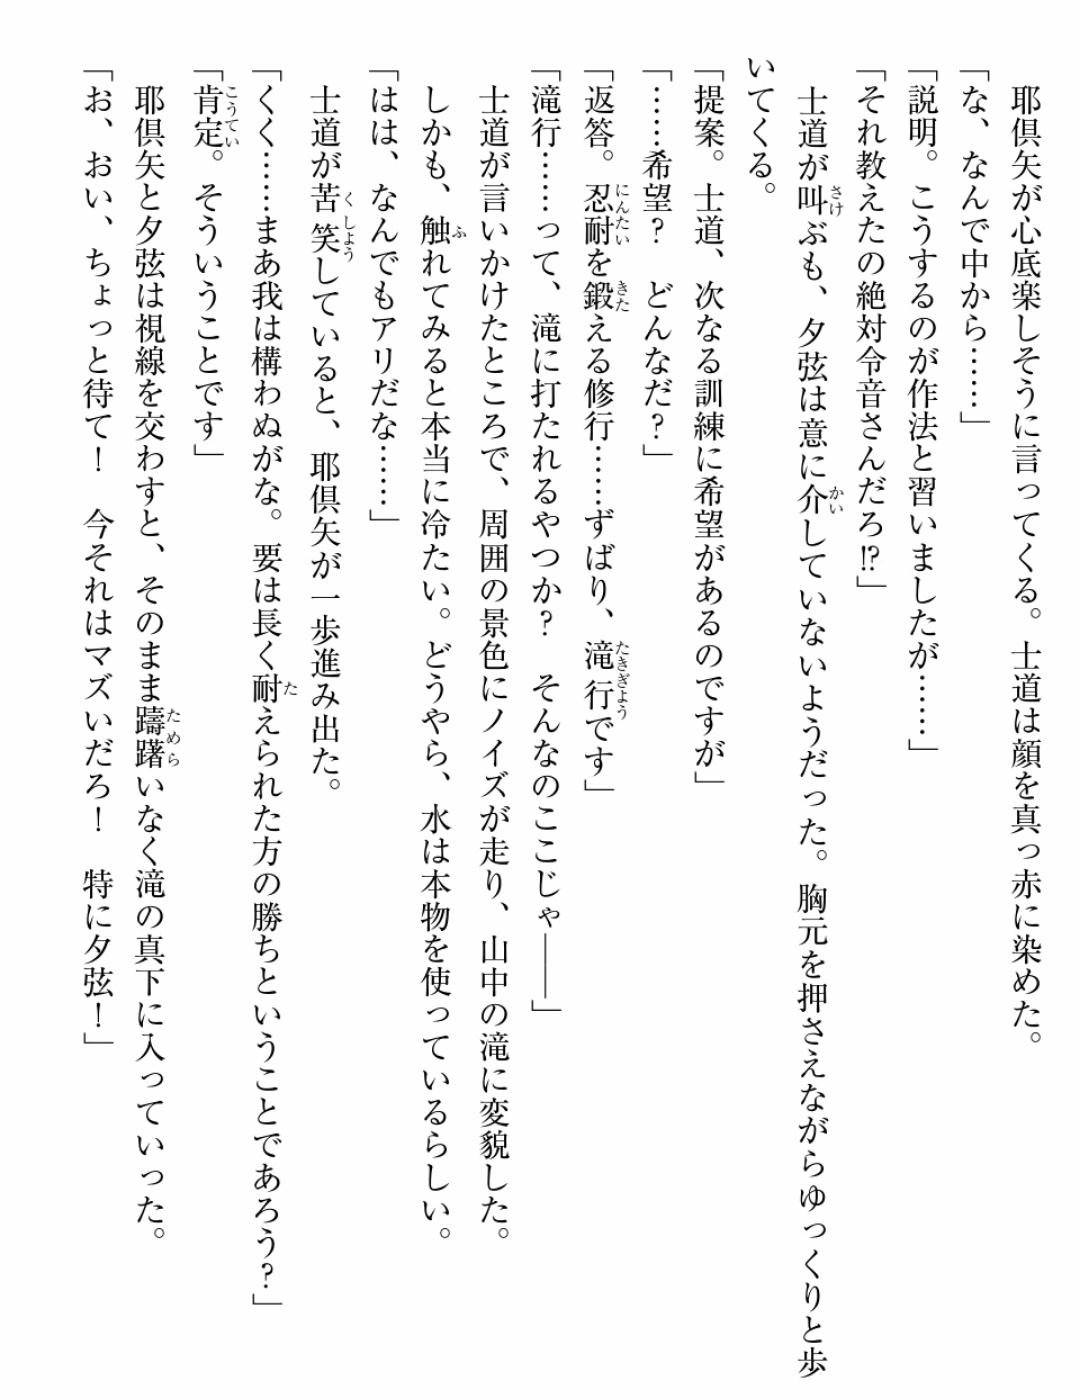 耶倶矢が心底楽しそうに言ってくる。士道は顔を真っ赤に染めた。
「な、なんで中から……」
「説明。こうするのが作法と習いましたが……」
「それ教えたの絶対令音さんだろ⁉」
士道が叫ぶも、夕弦は意に介していないようだった。胸元を押さえながらゆっくりと歩
いてくる。
「提案。士道、次なる訓練に希望があるのですが」
「……希望？　どんなだ？」
「返答。忍耐を鍛える修行……ずばり、滝行です」
「滝行……って、滝に打たれるやつか？　そんなのここじゃ――」
士道が言いかけたところで、周囲の景色にノイズが走り、山中の滝に変貌した。
しかも、触れてみると本当に冷たい。どうやら、水は本物を使っているらしい。
「はは、なんでもアリだな……」
士道が苦笑していると、耶倶矢が一歩進み出た。
「くく……まあ我は構わぬがな。要は長く耐えられた方の勝ちということであろう？」
「肯定。そういうことです」
耶倶矢と夕弦は視線を交わすと、そのまま躊躇いなく滝の真下に入っていった。
「お、おい、ちょっと待て！　今それはマズいだろ！　特に夕弦！」